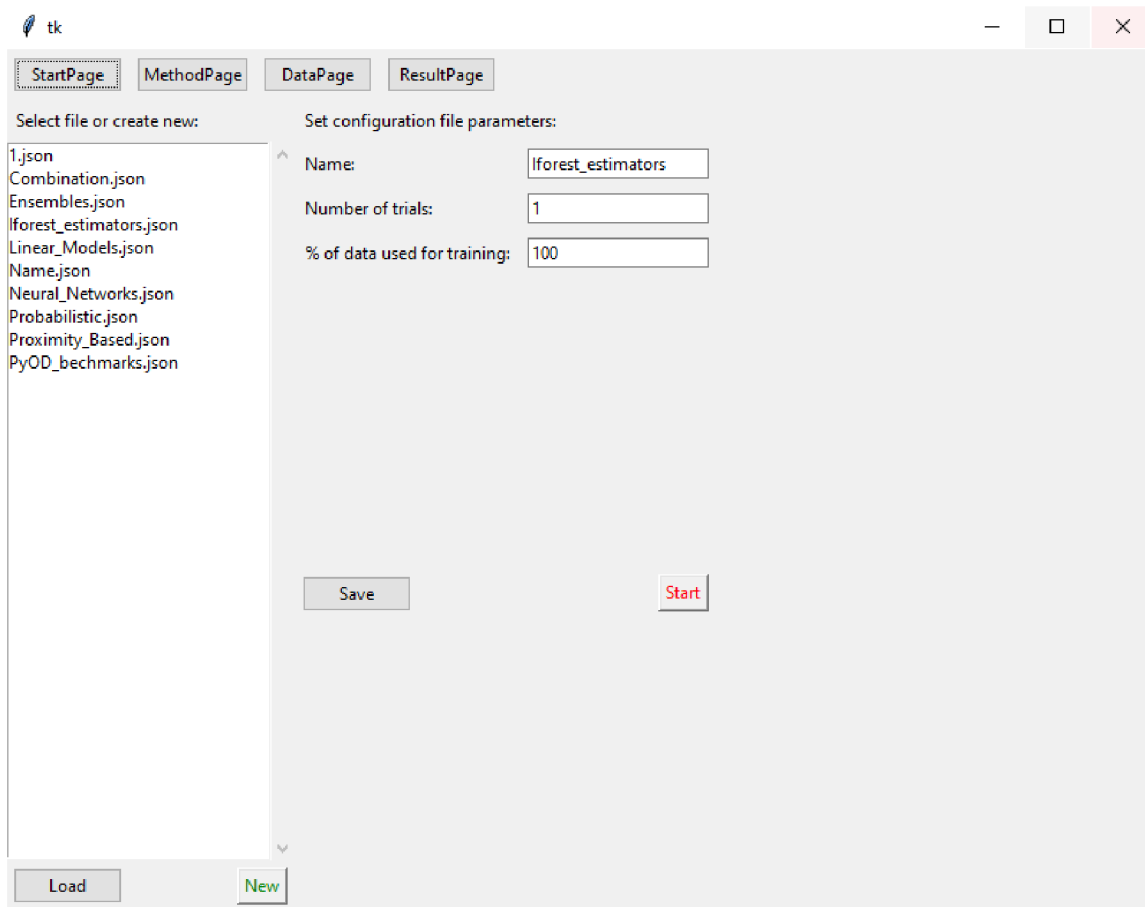 tk
StartPage MethodPage DataPage ResultPage
Select file or create new:
1.json
Combination.json
Ensembles.json
Iforest_estimators.json
Linear_Models.json
Name.json
Neural_Networks.json
Probabilistic.json
Proximity_Based.json
PyOD_bechmarks.json
Load New
Set configuration file parameters:
Name: Iforest_estimators
Number of trials: 1
% of data used for training: 100
Save Start